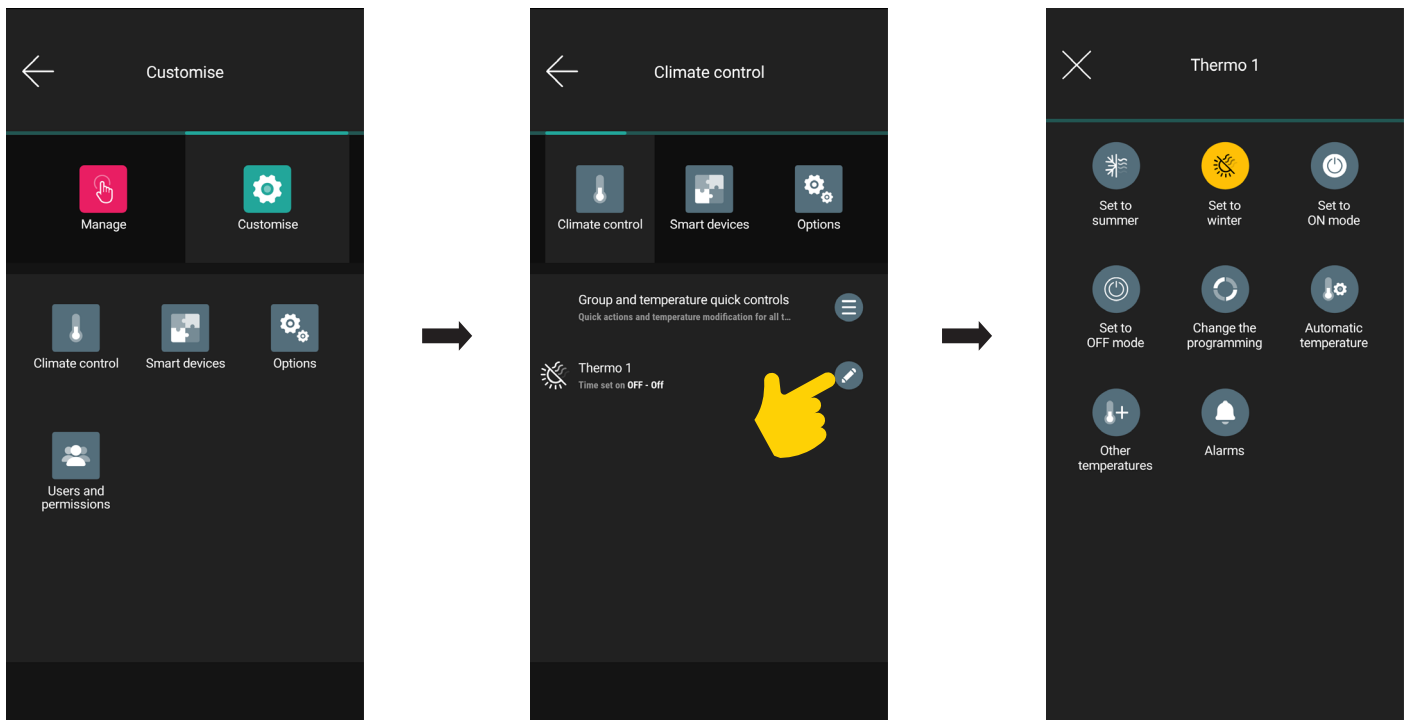 Customise
Manage
Customise
Climate control
Smart devices
Options
Users and
permissions
Climate control
Climate control
Smart devices
Options
Group and temperature quick controls
Quick actions and temperature modification for all t...
Thermo 1
Time set on OFF - Off
Thermo 1
Set to
summer
Set to
winter
Set to
ON mode
Set to
OFF mode
Change the
programming
Automatic
temperature
Other
temperatures
Alarms